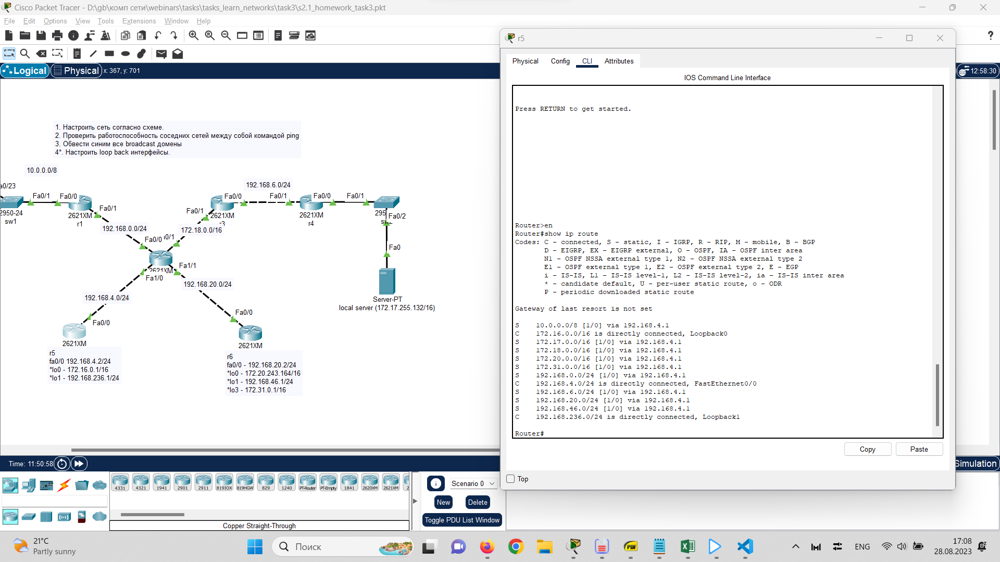 Cisco Packet Tracer - D:\gb\комп сети\webinars\tasks\tasks_learn_networks\task3\s2.1_homework_task3.pkt
File Edit Options View Tools Extensions Window Help
Logical Physical x: 367, y: 701
12:58:30
1. Настроить сеть согласно схеме.
2. Проверить работоспособность соседних сетей между собой командой ping
3. Обвести синим все broadcast домены
4*. Настроить loop back интерфейсы.
10.0.0.0/8
a0/23
Fa0/1
Fa0/0
2950-24
sw1
2621XM
r1
Fa0/1
192.168.0.0/24
Fa0/0
0/1
172.18.0.0/16
Fa0/1
Fa0/0
2621XM
192.168.6.0/24
Fa0/1
Fa0/0
2621XM
r4
Fa0/1
295
Fa0/2
Fa0
Server-PT
local server (172.17.255.132/16)
2621XM
Fa1/1
Fa1/0
192.168.20.0/24
192.168.4.0/24
Fa0/0
Fa0/0
2621XM
r5
fa0/0 192.168.4.2/24
*lo0 - 172.16.0.1/16
*lo1 - 192.168.236.1/24
2621XM
r6
fa0/0 - 192.168.20.2/24
*lo0 - 172.20.243.164/16
*lo1 - 192.168.46.1/24
*lo3 - 172.31.0.1/16
r5
Physical Config CLI Attributes
IOS Command Line Interface
Press RETURN to get started.
Router>en
Router#show ip route
Codes: C - connected, S - static, I - IGRP, R - RIP, M - mobile, B - BGP
D - EIGRP, EX - EIGRP external, O - OSPF, IA - OSPF inter area
N1 - OSPF NSSA external type 1, N2 - OSPF NSSA external type 2
E1 - OSPF external type 1, E2 - OSPF external type 2, E - EGP
i - IS-IS, L1 - IS-IS level-1, L2 - IS-IS level-2, ia - IS-IS inter area
* - candidate default, U - per-user static route, o - ODR
P - periodic downloaded static route
Gateway of last resort is not set
S 10.0.0.0/8 [1/0] via 192.168.4.1
C 172.16.0.0/16 is directly connected, Loopback0
S 172.17.0.0/16 [1/0] via 192.168.4.1
S 172.18.0.0/16 [1/0] via 192.168.4.1
S 172.20.0.0/16 [1/0] via 192.168.4.1
S 172.31.0.0/16 [1/0] via 192.168.4.1
S 192.168.0.0/24 [1/0] via 192.168.4.1
C 192.168.4.0/24 is directly connected, FastEthernet0/0
S 192.168.6.0/24 [1/0] via 192.168.4.1
S 192.168.20.0/24 [1/0] via 192.168.4.1
S 192.168.46.0/24 [1/0] via 192.168.4.1
C 192.168.236.0/24 is directly connected, Loopback1
Router#
Copy Paste
Top
Time: 11:50:58
Simulation
4331 4321 1941 2901 2911 819IOX 819HGW 829 1240 PT-Router PT-Empty 1841 2620XM 2621XM 2
Copper Straight-Through
Scenario 0
New Delete
Toggle PDU List Window
21°C
Partly sunny
Поиск
PDF
ENG
17:08
28.08.2023